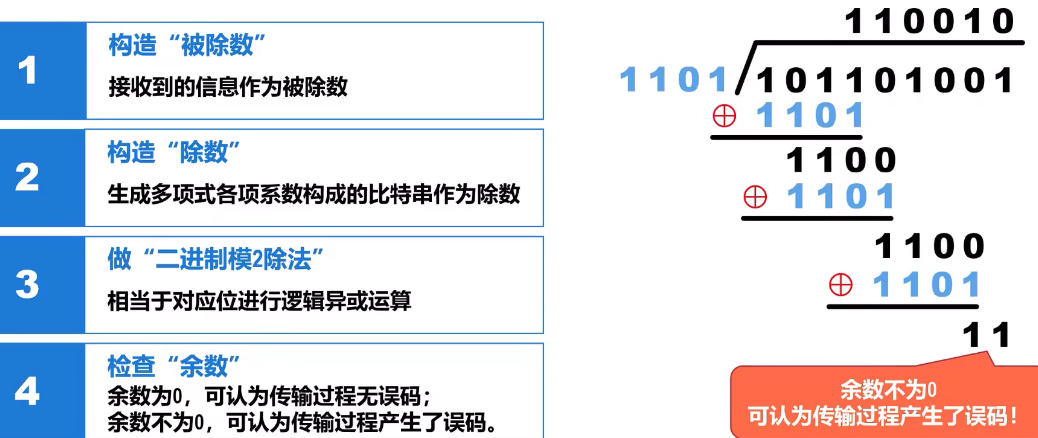 1
构造“被除数”
接收到的信息作为被除数
2
构造“除数”
生成多项式各项系数构成的比特串作为除数
3
做“二进制模2除法”
相当于对应位进行逻辑异或运算
4
检查“余数”
余数为0，可认为传输过程无误码；
余数不为0，可认为传输过程产生了误码。
110010
1101 101101001
⊕ 1101
1100
⊕ 1101
1100
⊕ 1101
11
余数不为0
可认为传输过程产生了误码！